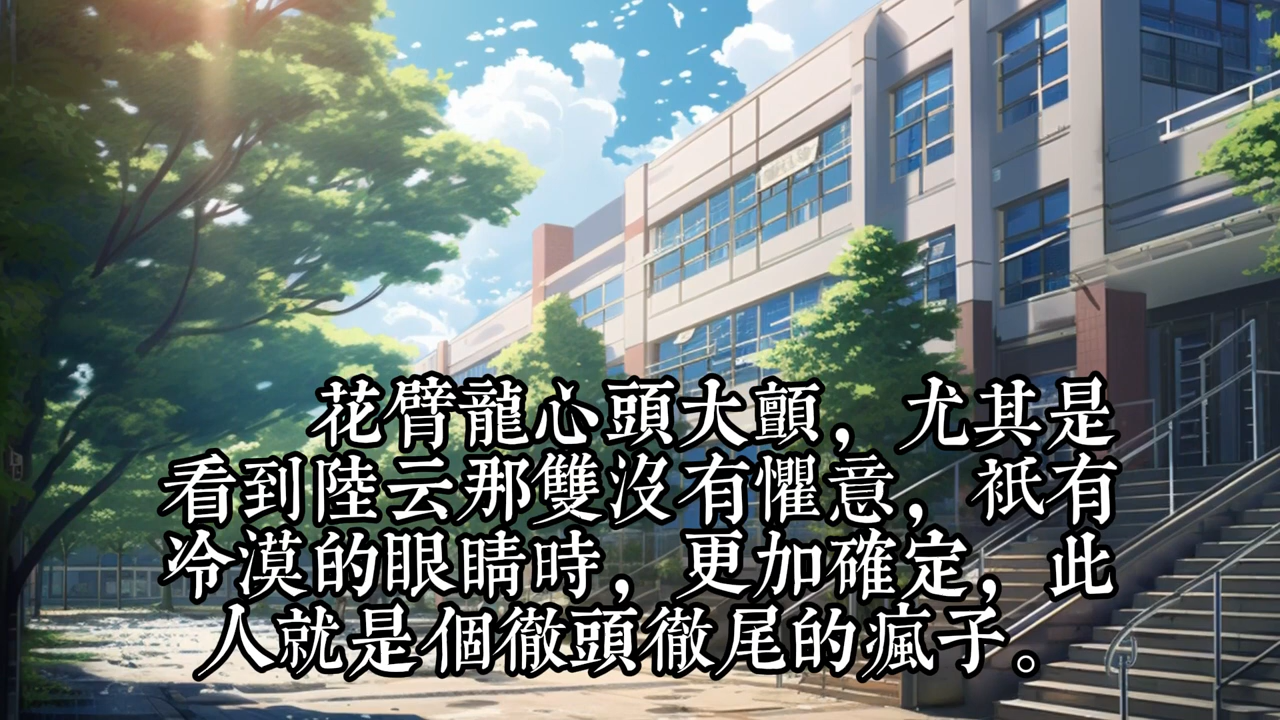 花臂龍心頭大顫，尤其是
看到陸云那雙沒有懼意，衹有
冷漠的眼睛時，更加確定，此
人就是個徹頭徹尾的瘋子。